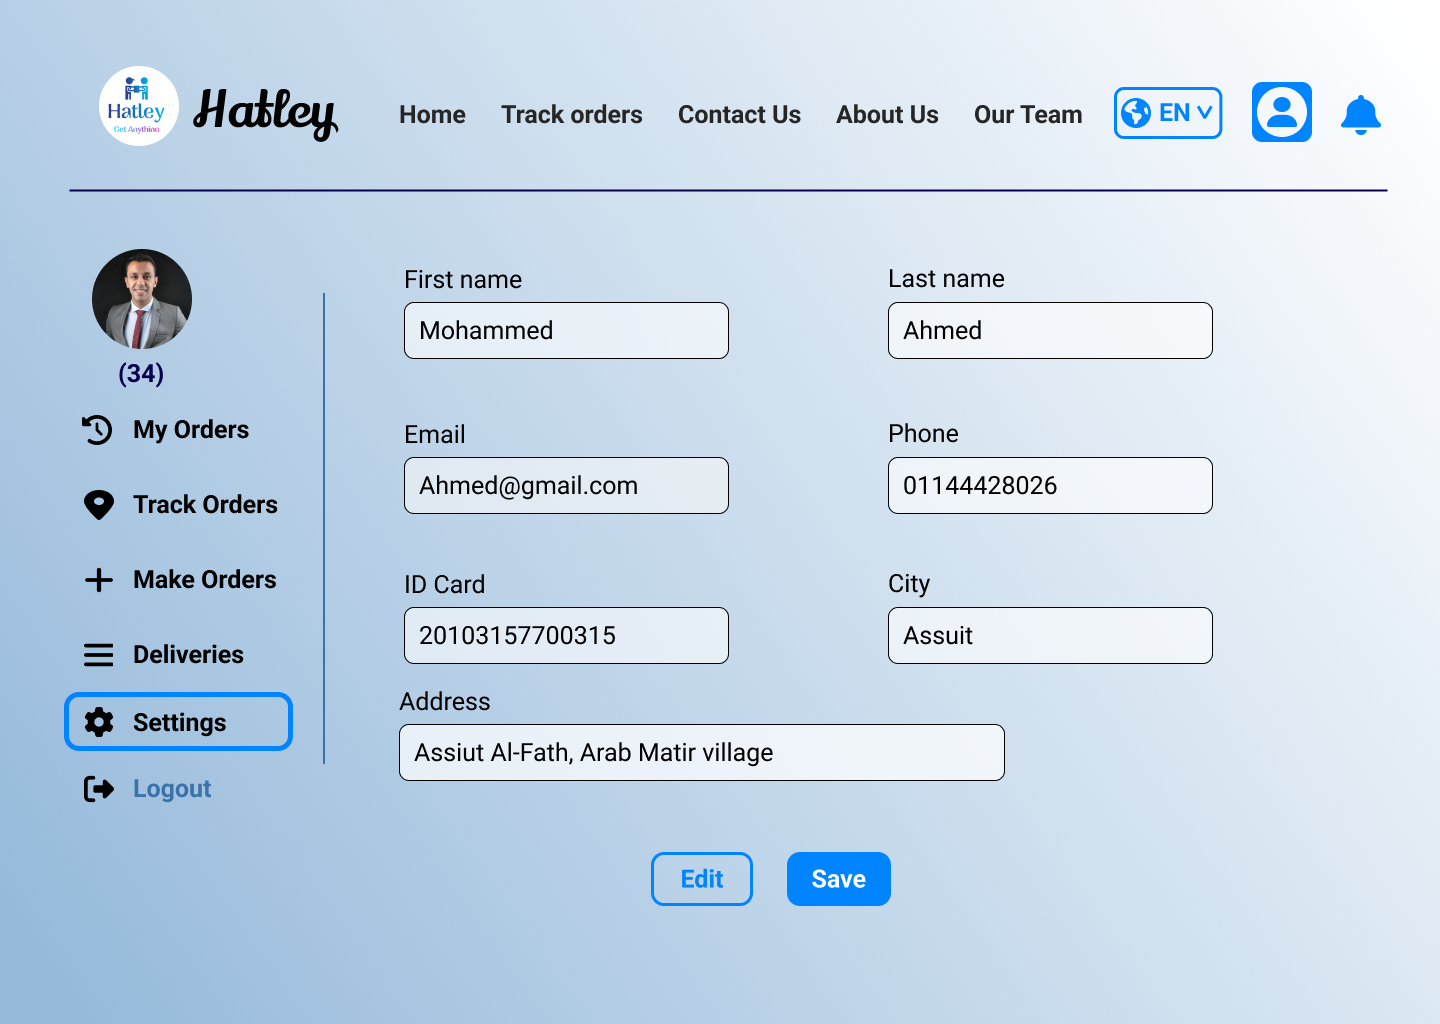 Hatley
Get Anything
Hatley
Home
Track orders
Contact Us
About Us
Our Team
EN
(34)
My Orders
Track Orders
Make Orders
Deliveries
Settings
Logout
First name
Mohammed
Last name
Ahmed
Email
Ahmed@gmail.com
Phone
01144428026
ID Card
20103157700315
City
Assuit
Address
Assiut Al-Fath, Arab Matir village
Edit
Save